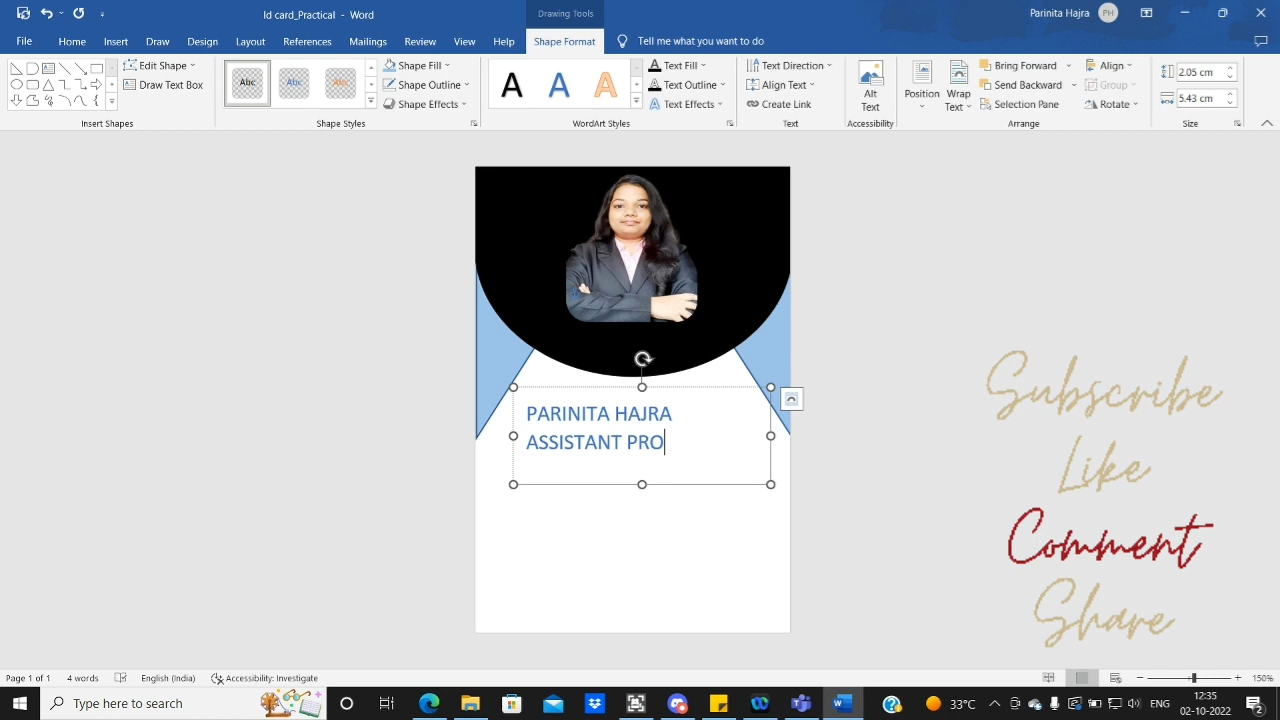 Id card_Practical - Word
Drawing Tools
Parinita Hajra
PH
File
Home
Insert
Draw
Design
Layout
References
Mailings
Review
View
Help
Shape Format
Tell me what you want to do
Edit Shape
Draw Text Box
Insert Shapes
Abc
Abc
Abc
Shape Fill
Shape Outline
Shape Effects
Shape Styles
A
A
A
Text Fill
Text Outline
Text Effects
WordArt Styles
Text Direction
Align Text
Create Link
Text
Alt
Text
Accessibility
Position
Wrap
Text
Bring Forward
Send Backward
Selection Pane
Align
Group
Rotate
Arrange
2.05 cm
5.43 cm
Size
PARINITA HAJRA
ASSISTANT PRO
Subscribe
Like
Comment
Share
Page 1 of 1
4 words
English (India)
Accessibility: Investigate
150%
Type here to search
33°C
ENG
12:35
02-10-2022
2